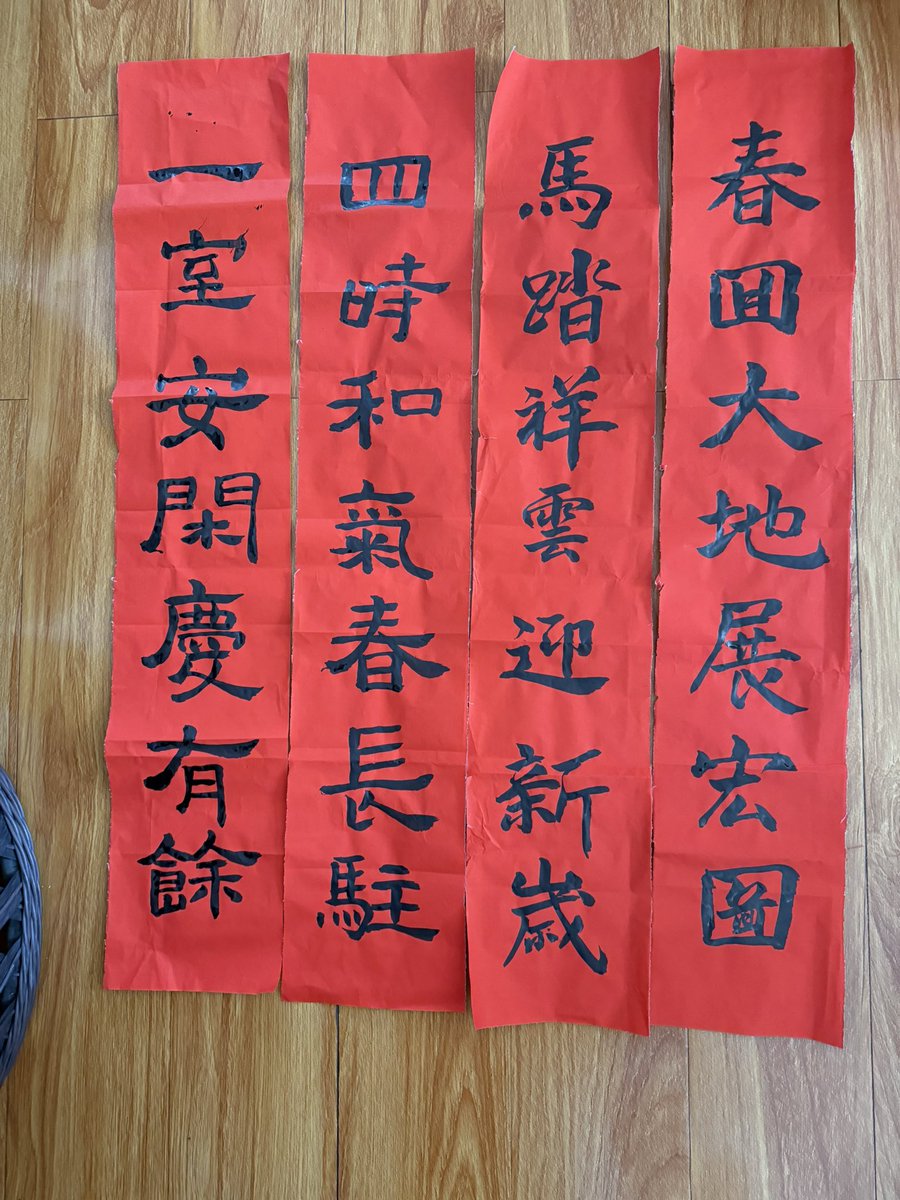 春囬大地展宏圖
馬踏祥雲迎新歲
四時和氣春長駐
一室安閑慶有餘